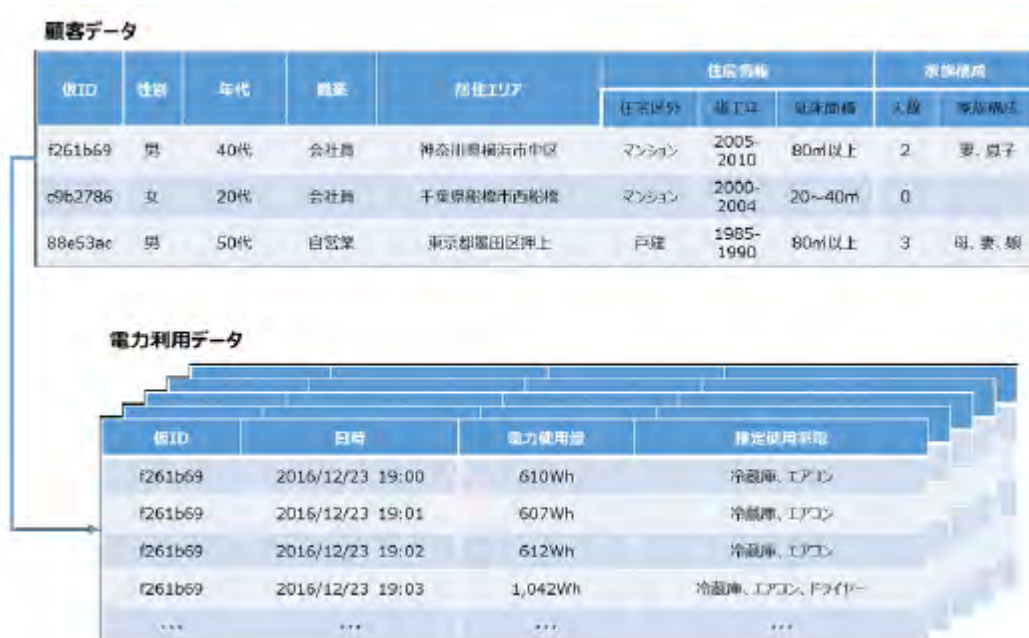 顧客データ
仮ID 性別 年代 職業 居住エリア 住居情報 家族構成
住宅区分 竣工年 延床面積 人数 家族構成
f261b69 男 40代 会社員 神奈川県横浜市中区 マンション 2005-2010 80㎡以上 2 妻、息子
c9b2786 女 20代 会社員 千葉県船橋市西船橋 マンション 2000-2004 20～40㎡ 0
88e53ac 男 50代 自営業 東京都墨田区押上 戸建 1985-1990 80㎡以上 3 母、妻、娘
電力利用データ
仮ID 日時 電力使用量 推定使用家電
f261b69 2016/12/23 19:00 610Wh 冷蔵庫、エアコン
f261b69 2016/12/23 19:01 607Wh 冷蔵庫、エアコン
f261b69 2016/12/23 19:02 612Wh 冷蔵庫、エアコン
f261b69 2016/12/23 19:03 1,042Wh 冷蔵庫、エアコン、ドライヤー
... ... ... ...